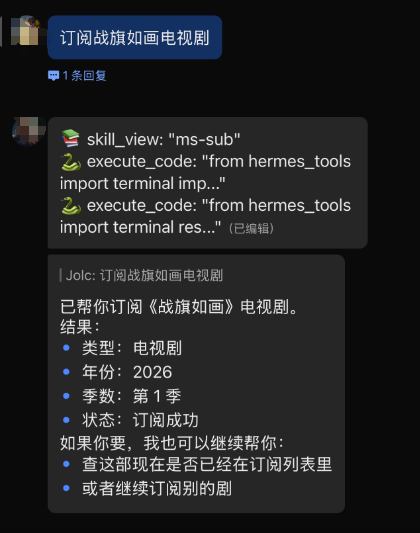 订阅战旗如画电视剧
1 条回复
📚 skill_view: "ms-sub"
🐍 execute_code: "from hermes_tools
import terminal imp..."
🐍 execute_code: "from hermes_tools
import terminal res..." (已编辑)
| Jolc: 订阅战旗如画电视剧
已帮你订阅《战旗如画》电视剧。
结果：
• 类型：电视剧
• 年份：2026
• 季数：第 1 季
• 状态：订阅成功
如果你要，我也可以继续帮你：
• 查这部现在是否已经在订阅列表里
• 或者继续订阅别的剧